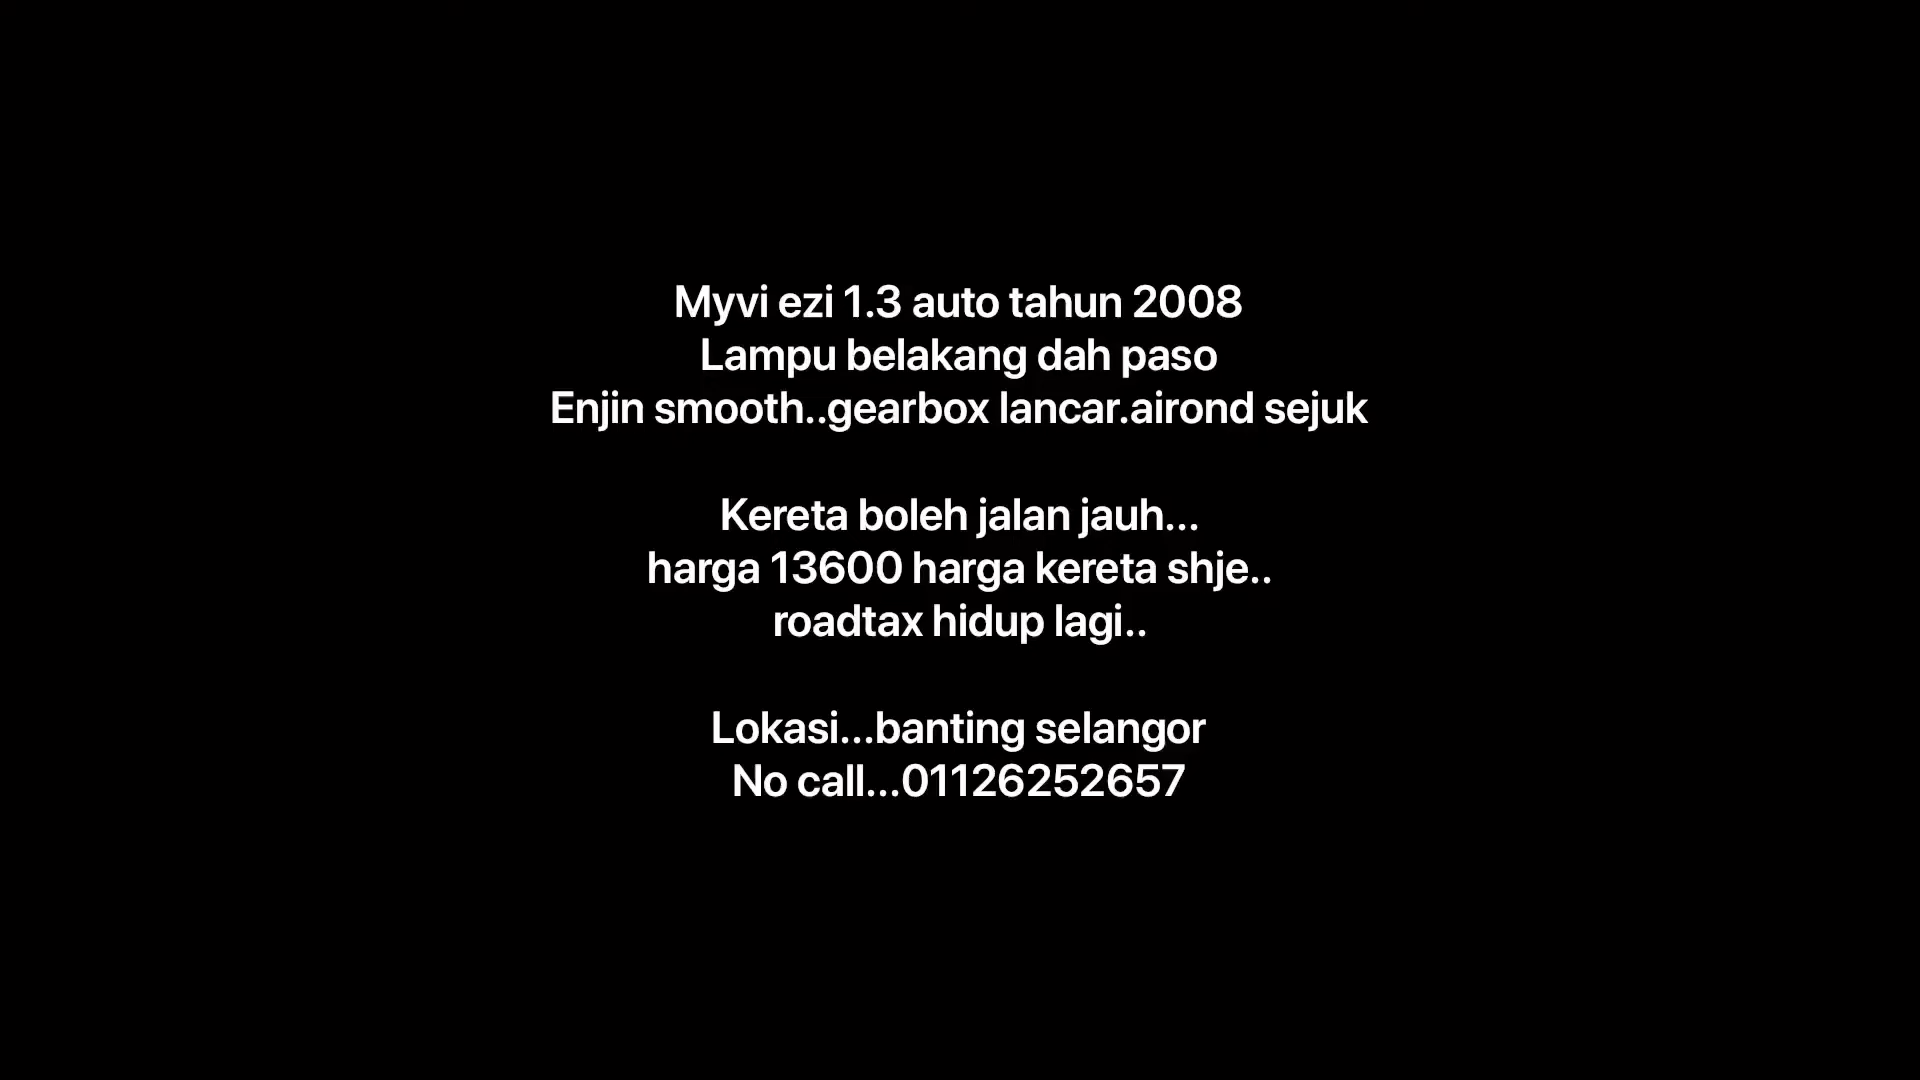 Myvi ezi 1.3 auto tahun 2008
Lampu belakang dah paso
Enjin smooth..gearbox lancar.airond sejuk
Kereta boleh jalan jauh...
harga 13600 harga kereta shje..
roadtax hidup lagi..
Lokasi...banting selangor
No call...01126252657